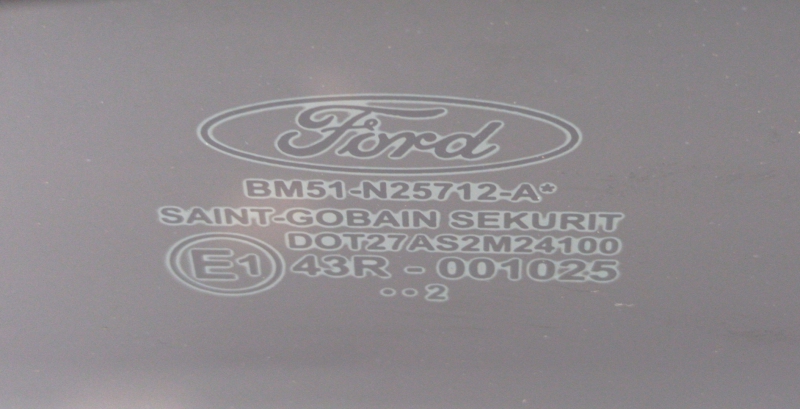 Ford
BM51-N25712-A*
SAINT-GOBAIN SEKURIT
DOT27AS2M24100
E1 43R - 001025
• • 2